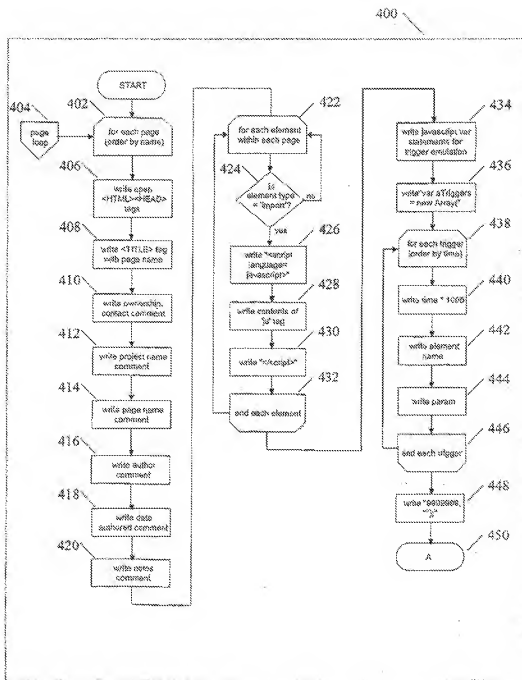 400
START
404
402
422
434
page
loop
for each page
(order by name)
for each element
within each page
write javascript var
statements for
trigger emulation
406
424
436
write open
<HTML><HEAD>
tags
is
element type
= "import"?
no
write "var aTriggers
= new Array("
408
yes
426
438
write <TITLE> tag
with page name
write "<script
language=
javascript>"
for each trigger
(order by time)
410
428
440
write ownership,
contact comment
write contents of
"js" tag
write time * 1000
412
430
442
write project name
comment
write "</script>"
write element
name
414
432
444
write page name
comment
end each element
write param
416
446
write author
comment
end each trigger
418
448
write date
authored comment
write
420
450
write notes
comment
A